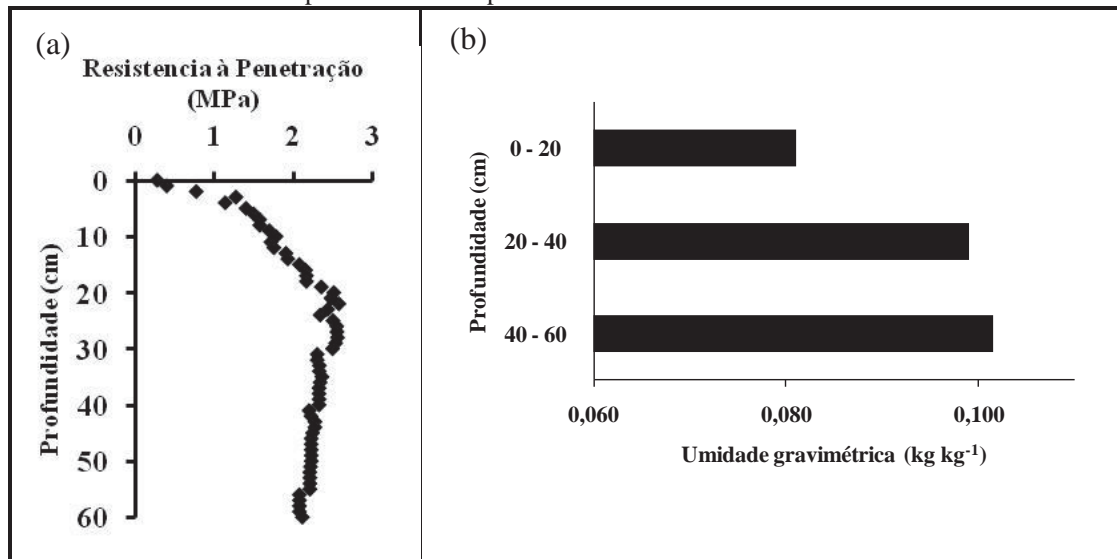 (a)
Resistencia à Penetração
(MPa)
0 1 2 3
0
10
20
30
40
50
60
Profundidade (cm)
(b)
0 - 20
20 - 40
40 - 60
Profundidade (cm)
0,060 0,080 0,100
Umidade gravimétrica (kg kg⁻¹)